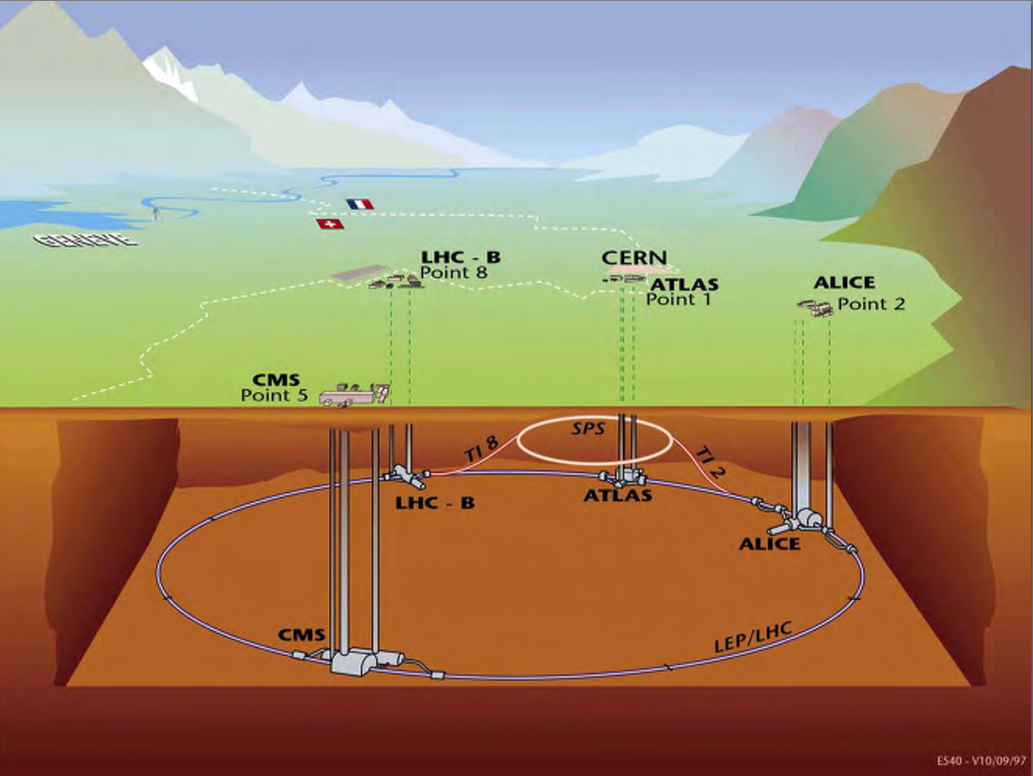 GENEVE
LHC - B
Point 8
CERN
ATLAS
Point 1
ALICE
Point 2
CMS
Point 5
SPS
TI 8
TI 2
LHC - B
ATLAS
ALICE
CMS
LEP/LHC
E540 - V10/09/97